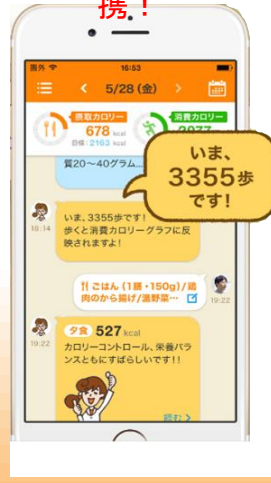 携！
圏外
16:53
5/28 (金)
摂取カロリー
678 kcal
目標: 2163 kcal
消費カロリー
質20〜40グラム...
いま、
3355歩
です!
18:14
いま、3355歩です!
歩くと消費カロリーグラフに反
映されますよ!
ごはん (1膳・150g)/鶏
肉のから揚げ/温野菜…
19:22
夕食 527 kcal
19:22
カロリーコントロール、栄養バラ
ンスともにすばらしいです!!
読む